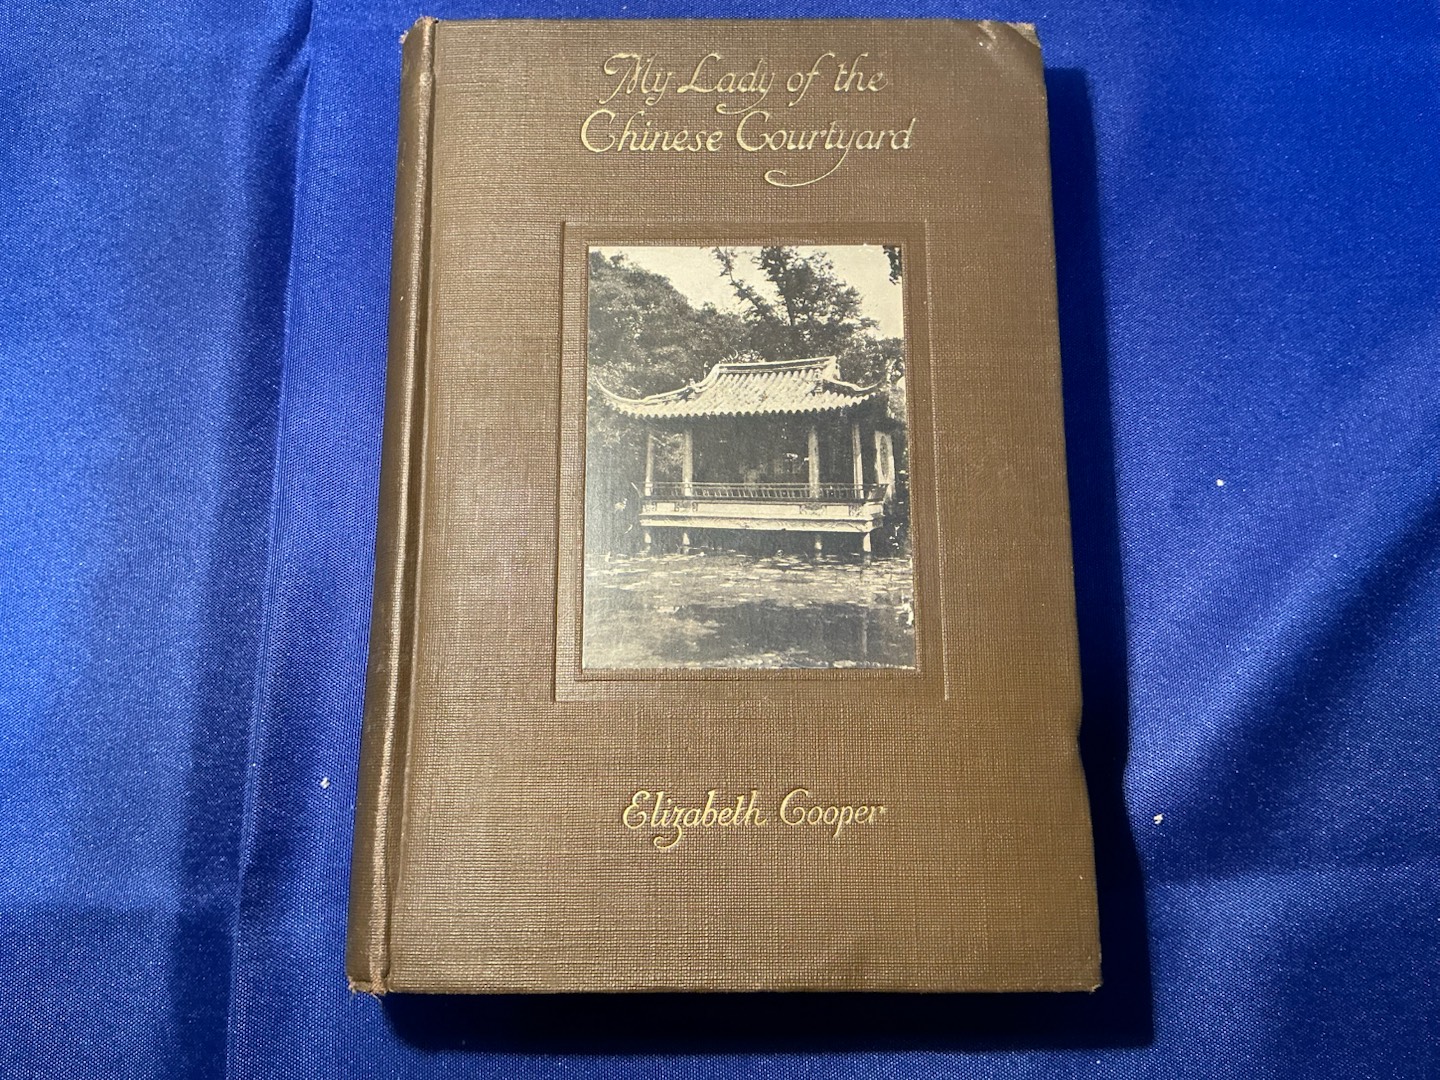 My Lady of the
Chinese Courtyard
Elizabeth Cooper